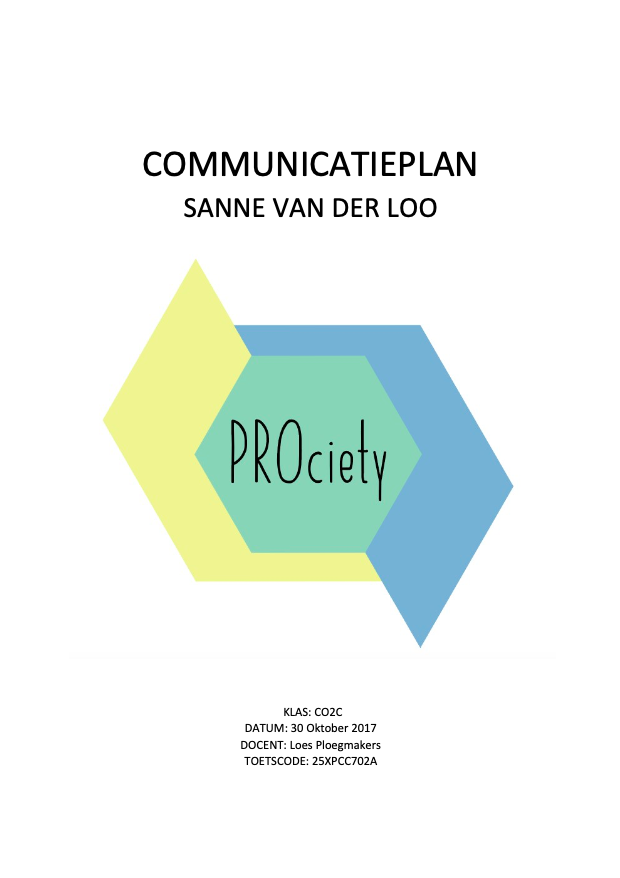 COMMUNICATIEPLAN
SANNE VAN DER LOO
PROciety
KLAS: CO2C
DATUM: 30 Oktober 2017
DOCENT: Loes Ploegmakers
TOETSCODE: 25XPCC702A